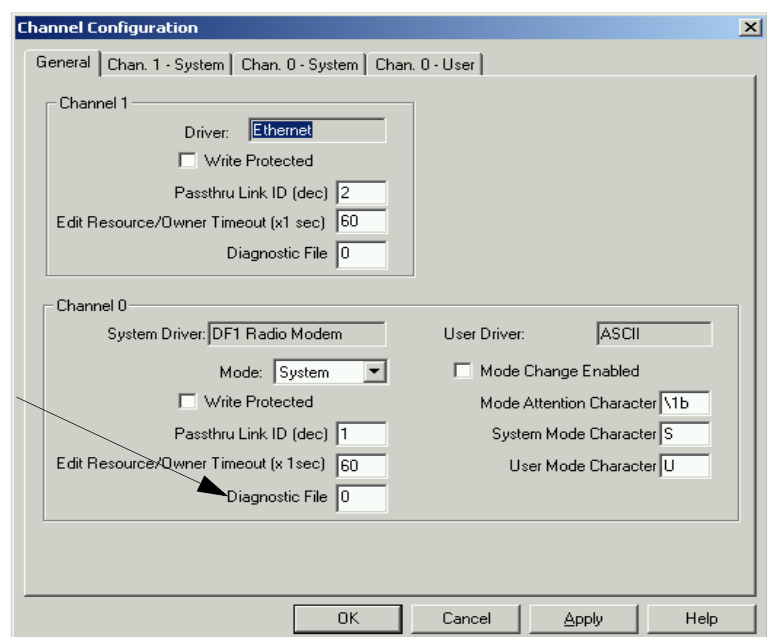 Channel Configuration
General Chan. 1 - System Chan. 0 - System Chan. 0 - User
Channel 1
Driver: Ethernet
Write Protected
Passthru Link ID (dec) 2
Edit Resource/Owner Timeout (x1 sec) 60
Diagnostic File 0
Channel 0
System Driver: DF1 Radio Modem User Driver: ASCII
Mode: System Mode Change Enabled
Write Protected Mode Attention Character \1b
Passthru Link ID (dec) 1 System Mode Character S
Edit Resource/Owner Timeout (x 1sec) 60 User Mode Character U
Diagnostic File 0
OK Cancel Apply Help